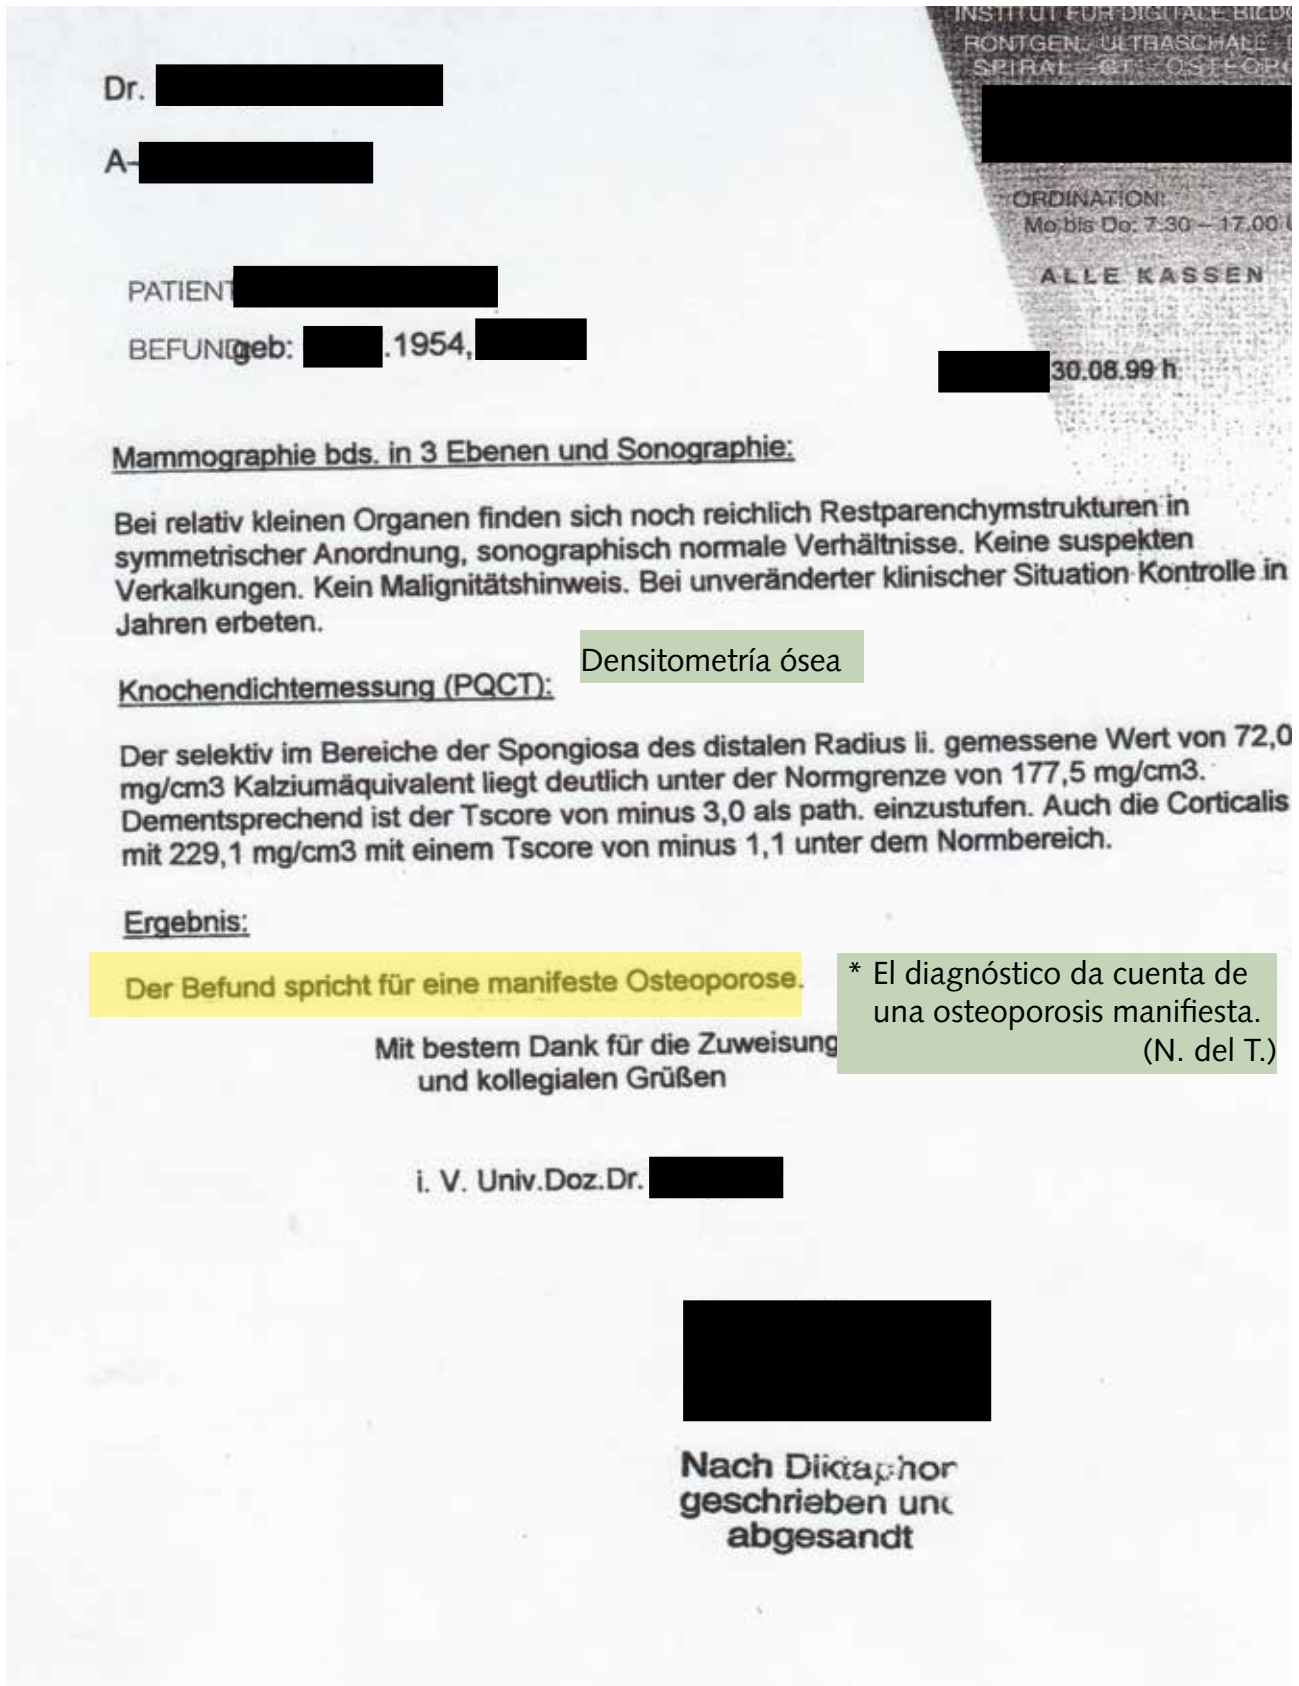 INSTITUT FÜR DIGITALE
RÖNTGEN ULTRASCHALL
SPIRAL - CT -
Dr.
A-
ORDINATION:
Mo bis Do: 7.30 – 17.00
ALLE KASSEN
PATIENT
BEFUND geb: .1954,
30.08.99 h
Mammographie bds. in 3 Ebenen und Sonographie:
Bei relativ kleinen Organen finden sich noch reichlich Restparenchymstrukturen in
symmetrischer Anordnung, sonographisch normale Verhältnisse. Keine suspekten
Verkalkungen. Kein Malignitätshinweis. Bei unveränderter klinischer Situation Kontrolle in
Jahren erbeten.
Densitometría ósea
Knochendichtemessung (PQCT):
Der selektiv im Bereiche der Spongiosa des distalen Radius li. gemessene Wert von 72,0
mg/cm3 Kalziumäquivalent liegt deutlich unter der Normgrenze von 177,5 mg/cm3.
Dementsprechend ist der Tscore von minus 3,0 als path. einzustufen. Auch die Corticalis
mit 229,1 mg/cm3 mit einem Tscore von minus 1,1 unter dem Normbereich.
Ergebnis:
Der Befund spricht für eine manifeste Osteoporose.
* El diagnóstico da cuenta de
una osteoporosis manifiesta.
(N. del T.)
Mit bestem Dank für die Zuweisung
und kollegialen Grüßen
i. V. Univ.Doz.Dr.
Nach Diktaphon
geschrieben und
abgesandt